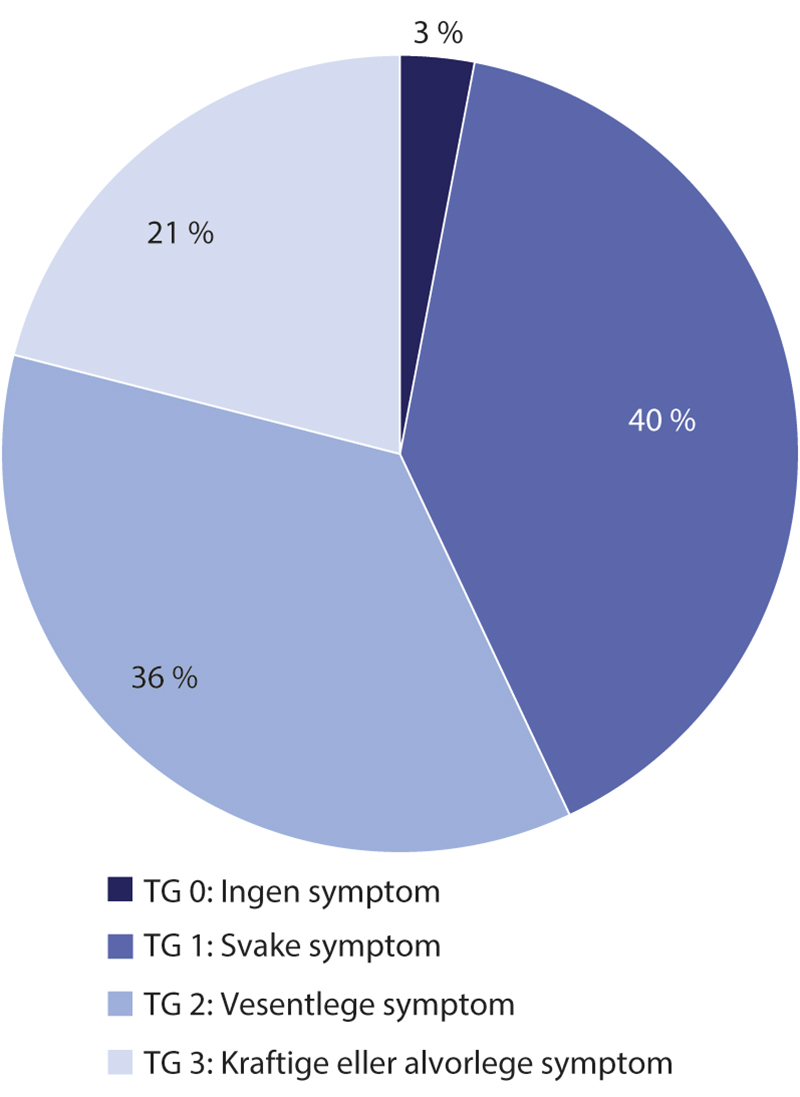 3 %
21 %
40 %
36 %
TG 0: Ingen symptom
TG 1: Svake symptom
TG 2: Vesentlege symptom
TG 3: Kraftige eller alvorlege symptom